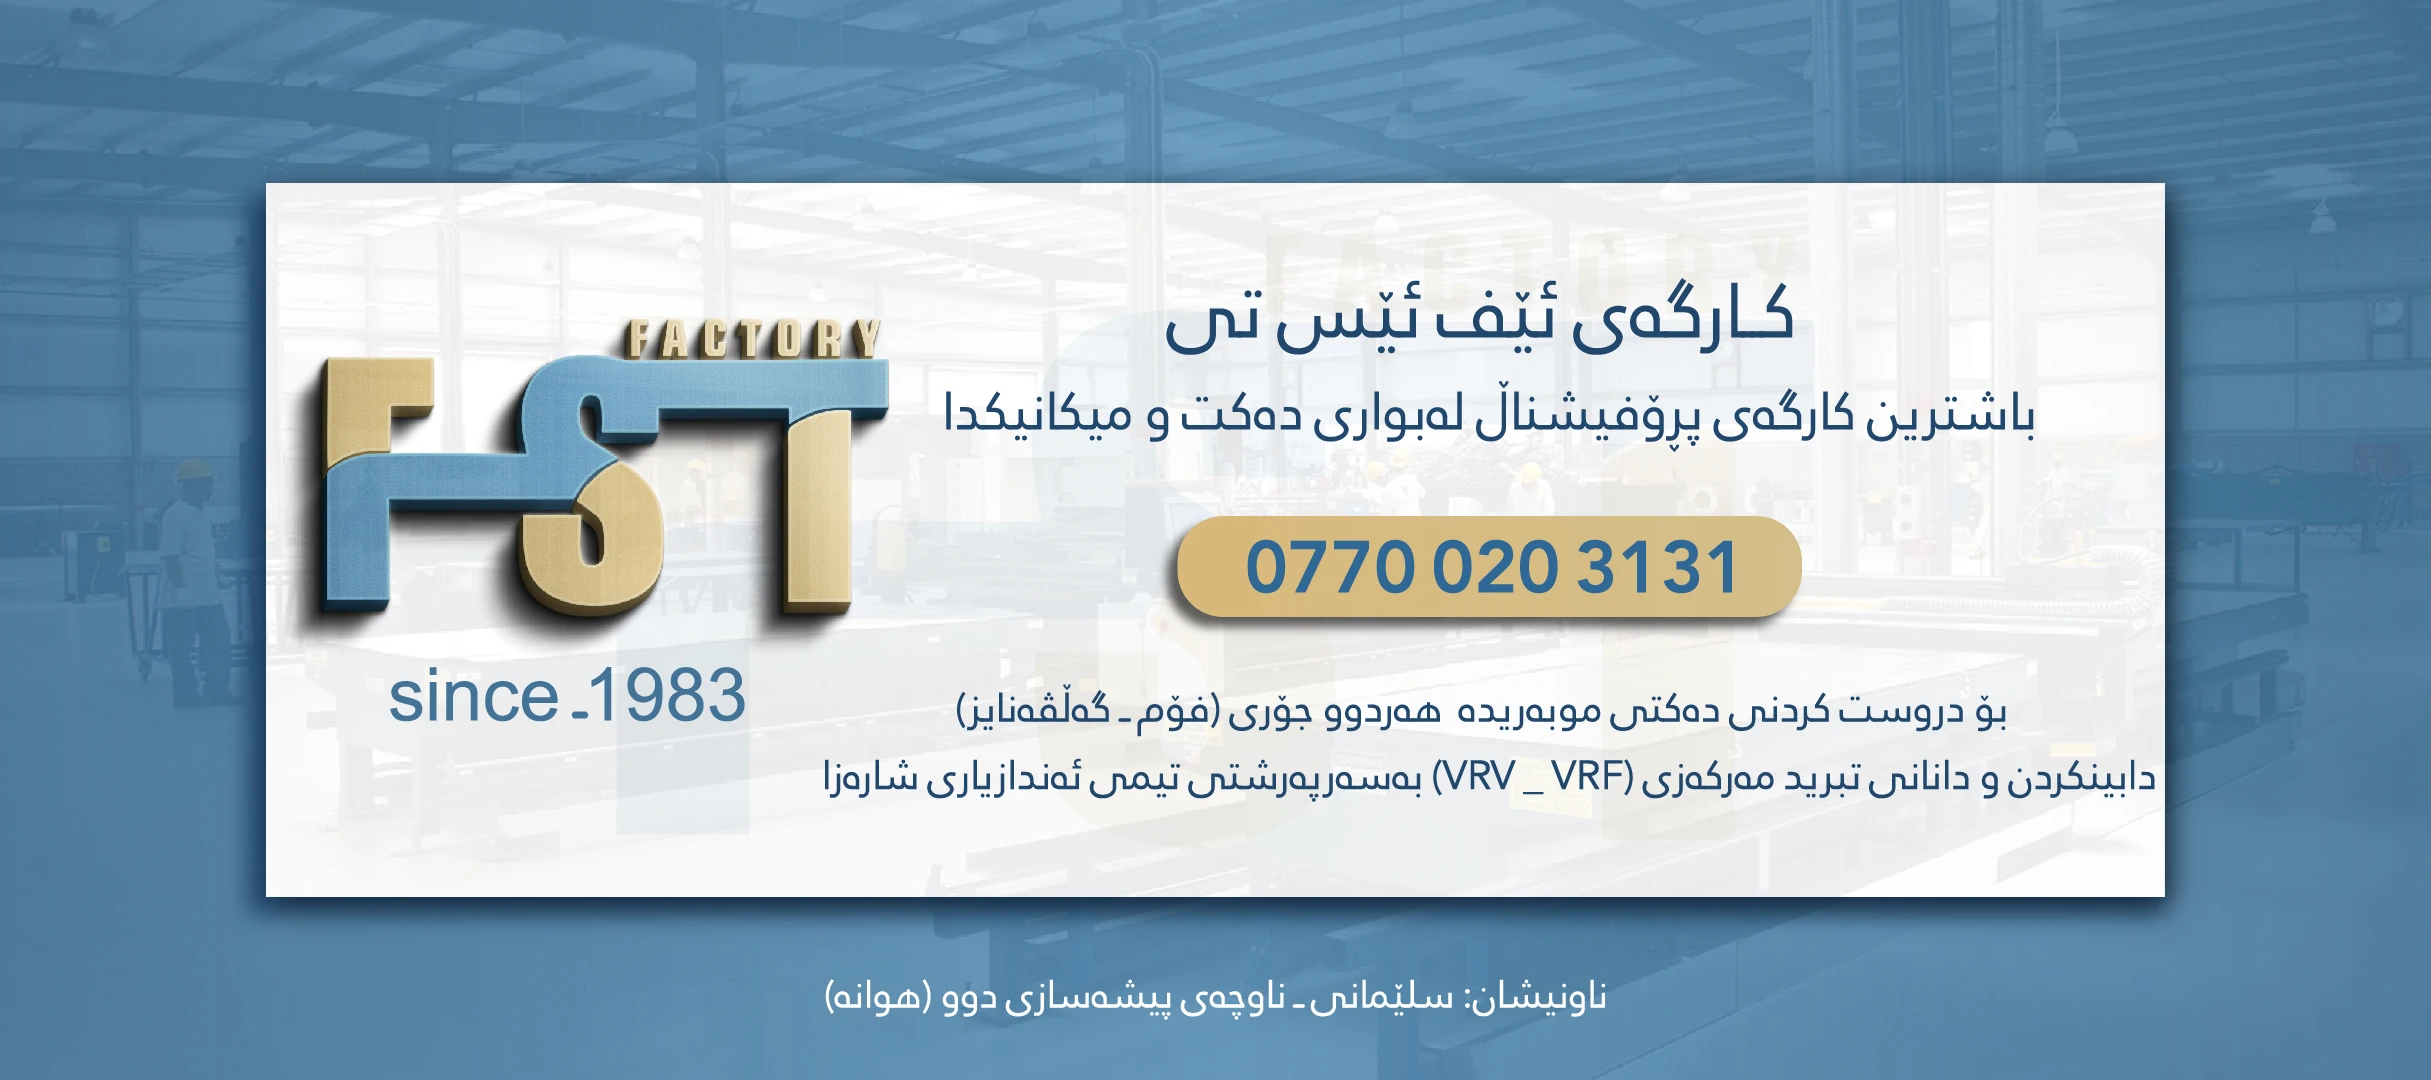 FACTORY
FST
since ـ1983
کـارگەی ئێف ئێس تی
باشترین کارگەی پڕۆفیشناڵ لەبواری دەکت و میکانیکدا
0770 020 3131
بۆ دروست کردنی دەکتی موبەریدە هەردوو جۆری (فۆم ـ گەڵڤەنایز)
دابینکردن و دانانی تبرید مەرکەزی (VRV _ VRF) بەسەرپەرشتی تیمی ئەندازیاری شارەزا
ناونیشان: سلێمانی ـ ناوچەی پیشەسازی دوو (هوانە)